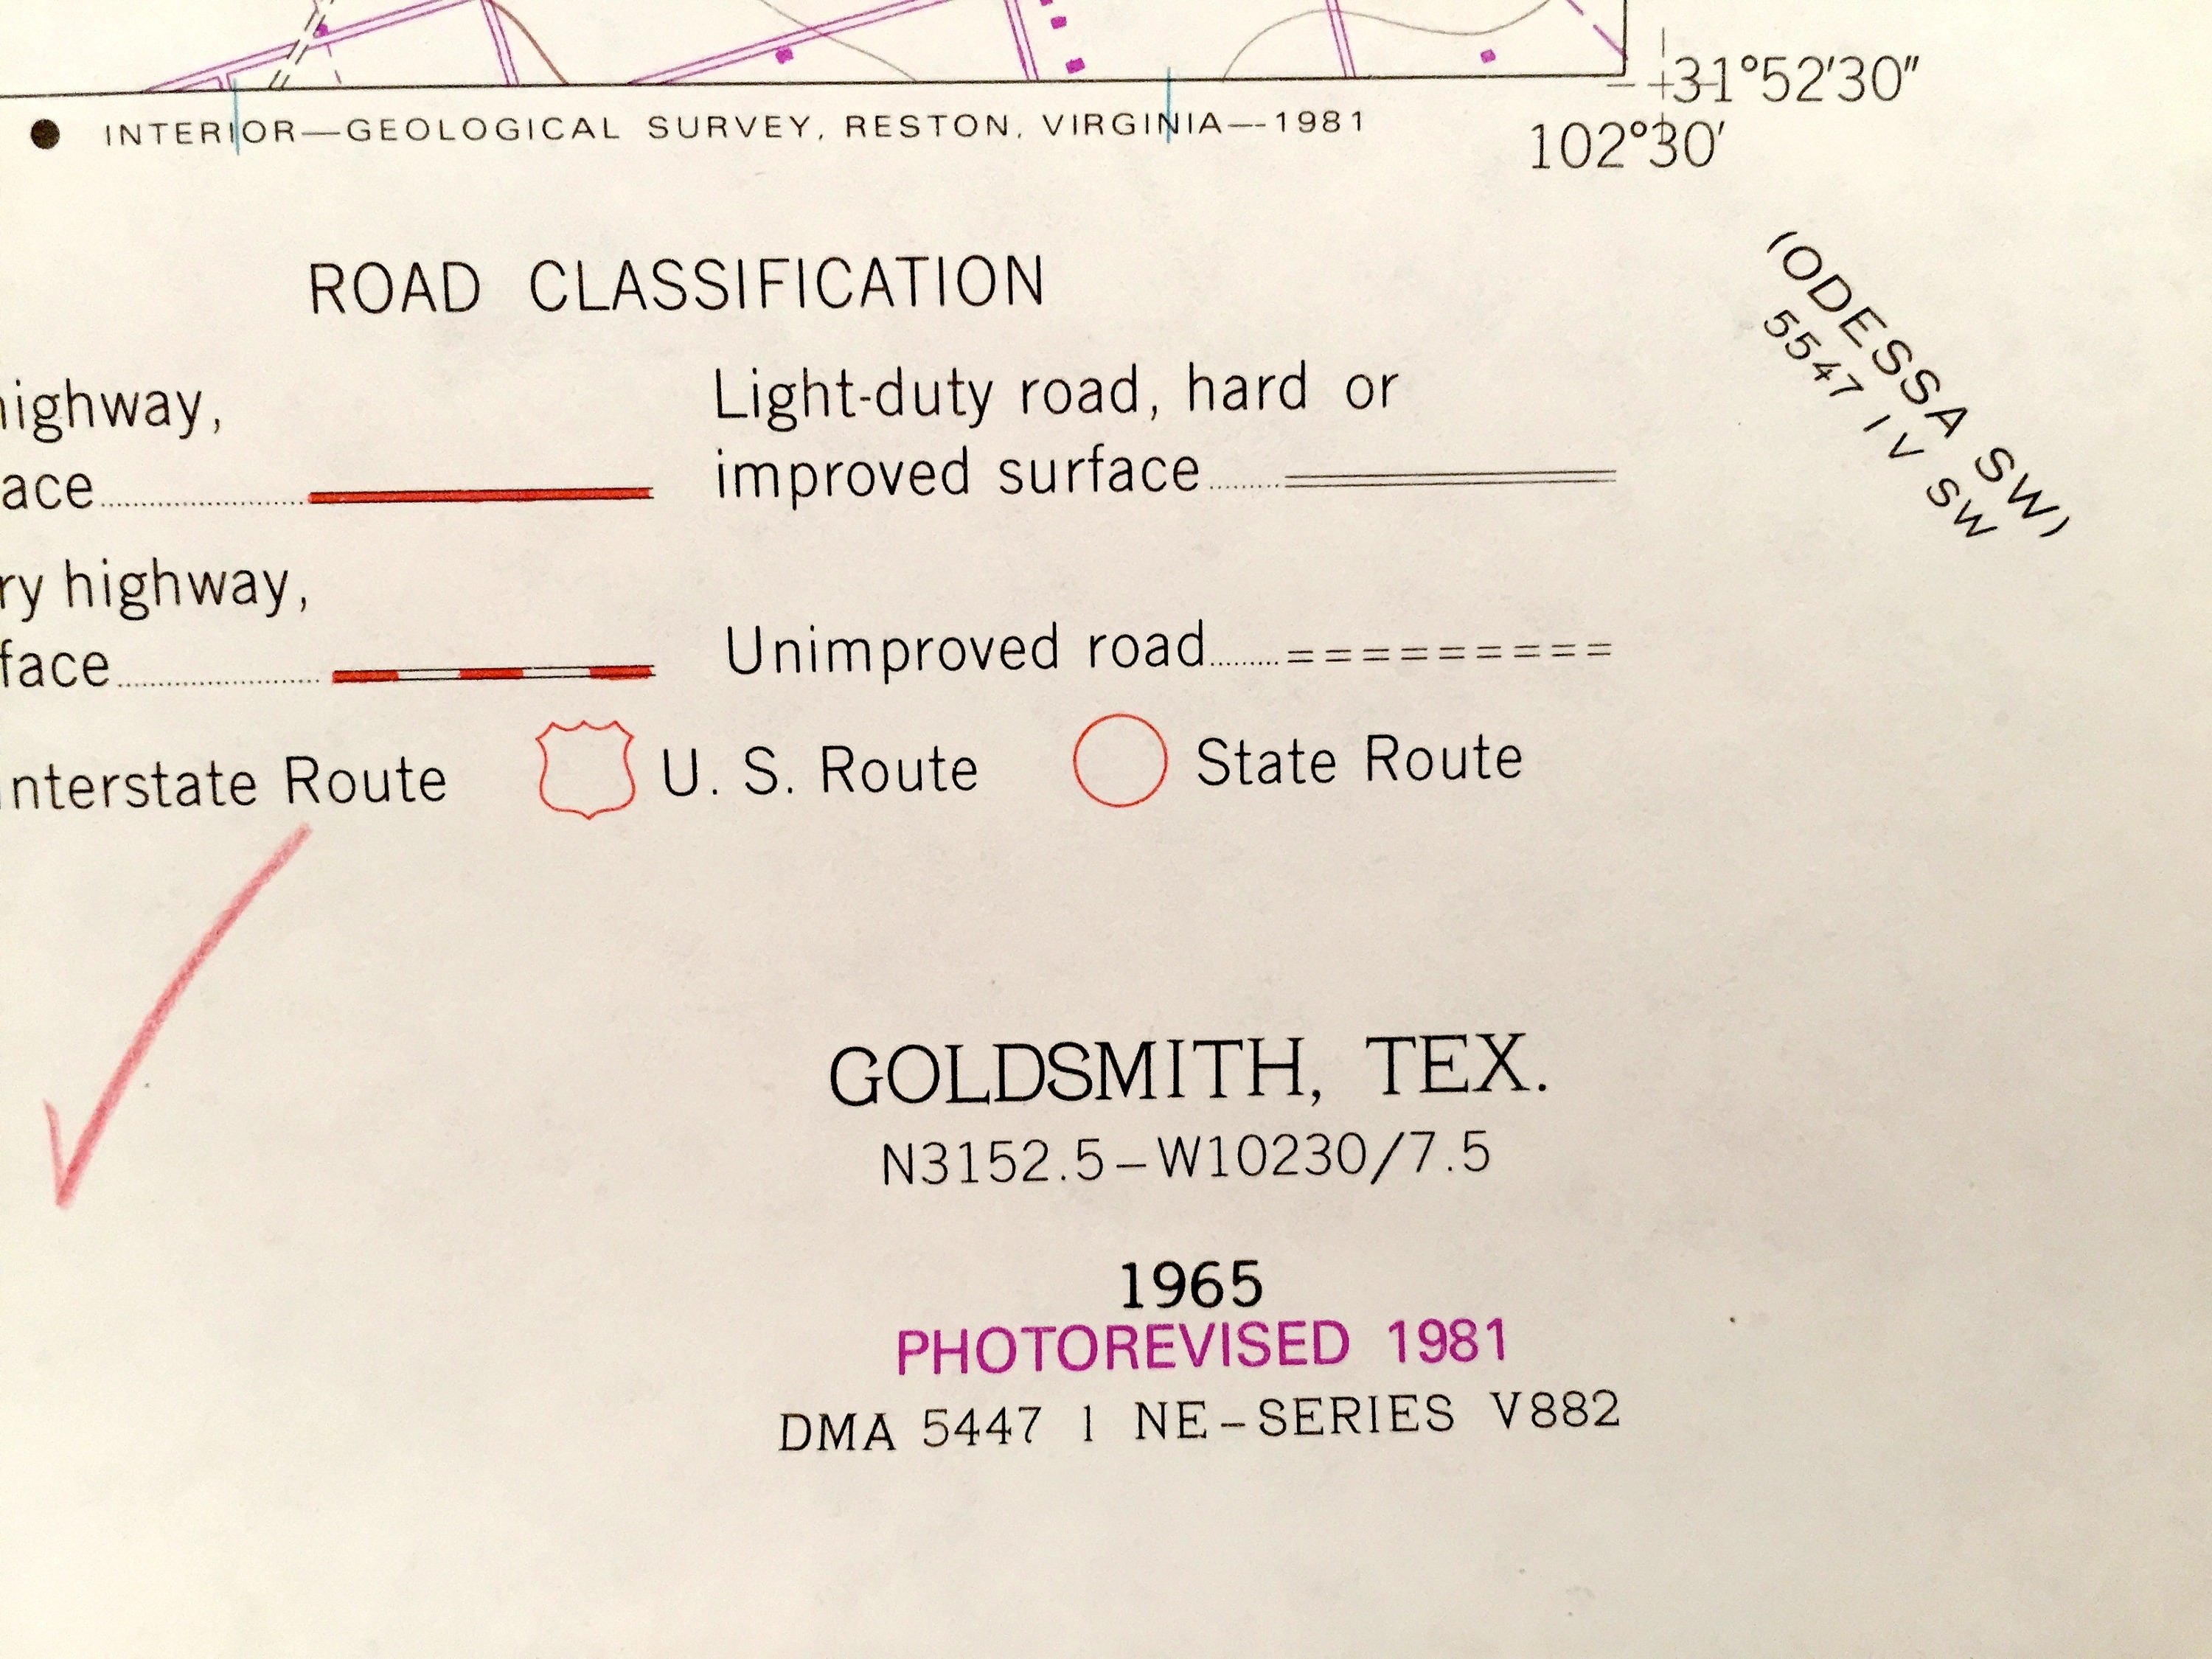 31°52′30″
INTERIOR—GEOLOGICAL SURVEY, RESTON, VIRGINIA—1981
102°30′
(ODESSA SW)
5547 IV SW
ROAD CLASSIFICATION
highway,
ace
Light-duty road, hard or
improved surface
ry highway,
face
Unimproved road
Interstate Route
U. S. Route
State Route
GOLDSMITH, TEX.
N3152.5–W10230/7.5
1965
PHOTOREVISED 1981
DMA 5447 I NE–SERIES V882